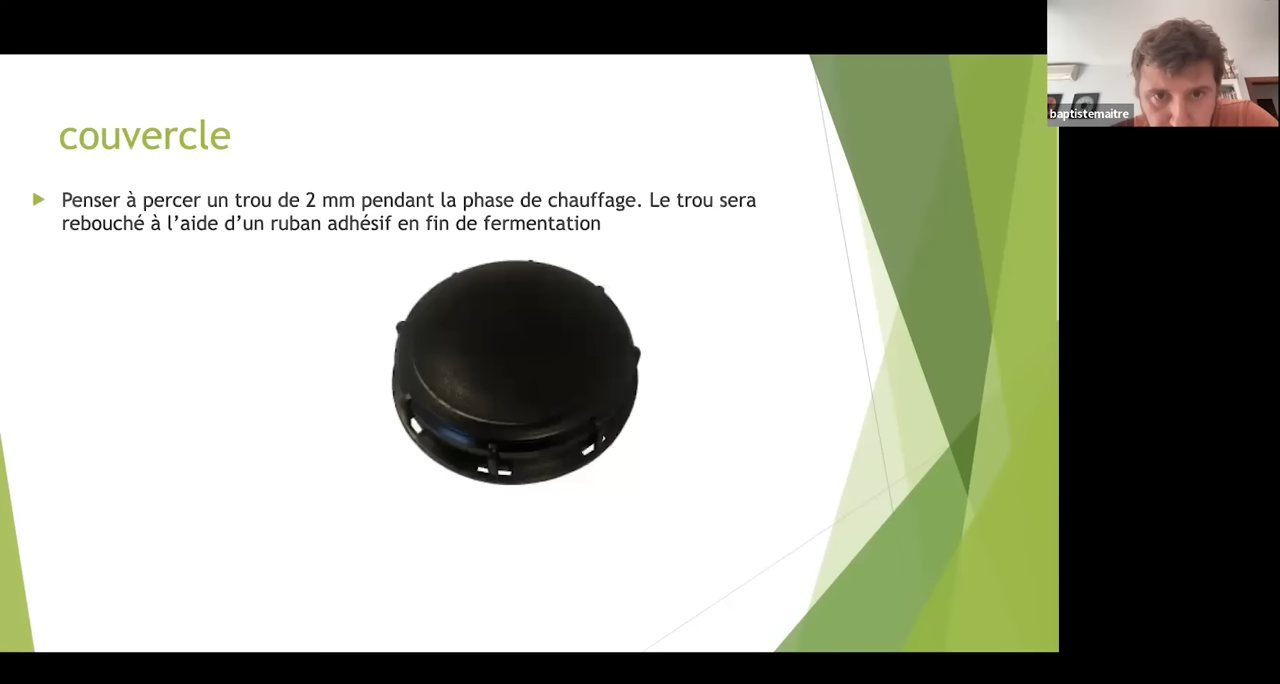 couvercle
Penser à percer un trou de 2 mm pendant la phase de chauffage. Le trou sera
rebouché à l’aide d’un ruban adhésif en fin de fermentation
baptistemaitre